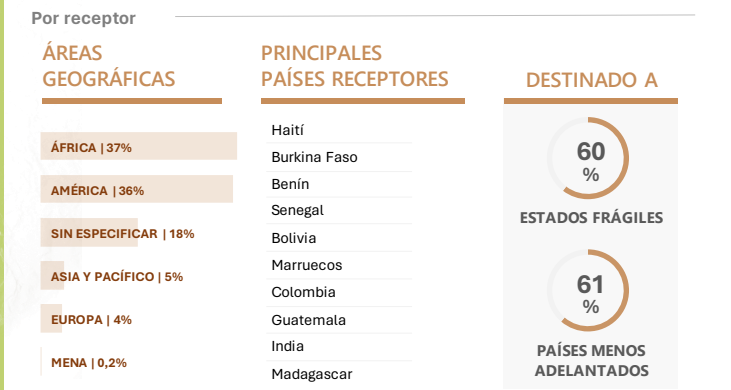 Por receptor
ÁREAS
GEOGRÁFICAS
ÁFRICA | 37%
AMÉRICA | 36%
SIN ESPECIFICAR | 18%
ASIA Y PACÍFICO | 5%
EUROPA | 4%
MENA | 0,2%
PRINCIPALES
PAÍSES RECEPTORES
Haití
Burkina Faso
Benín
Senegal
Bolivia
Marruecos
Colombia
Guatemala
India
Madagascar
DESTINADO A
60
%
ESTADOS FRÁGILES
61
%
PAÍSES MENOS
ADELANTADOS